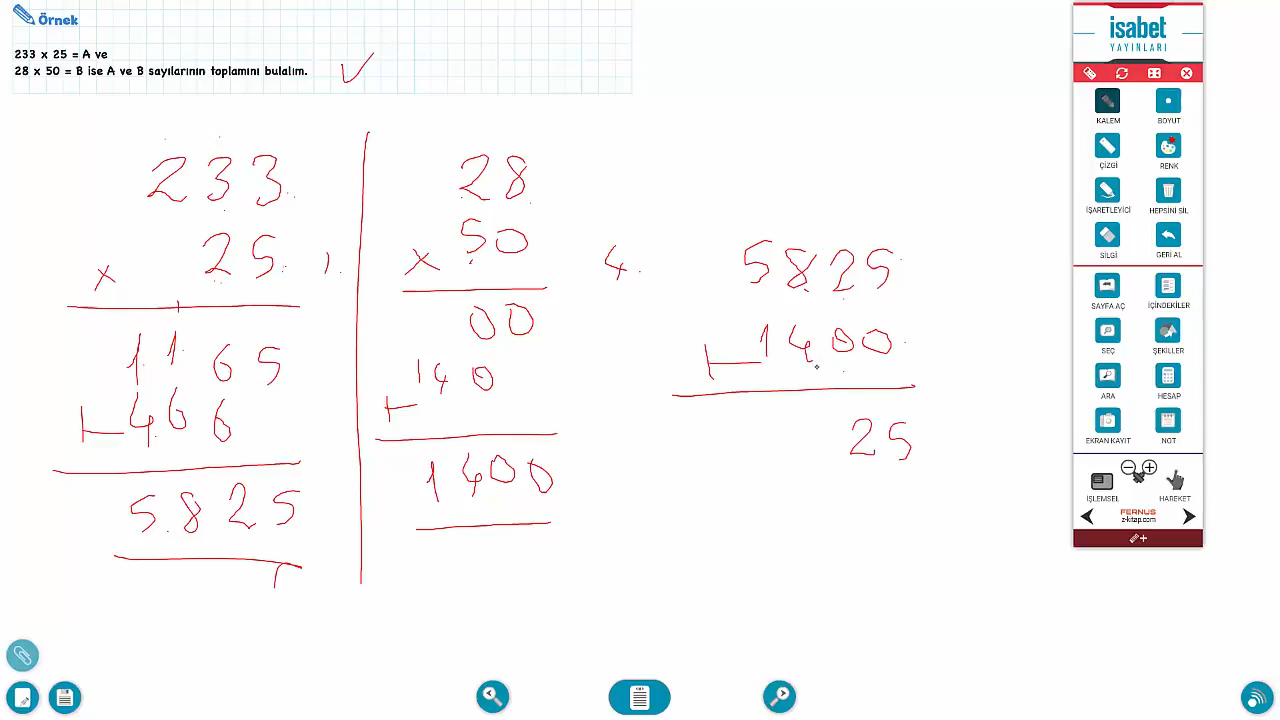 Örnek
233 x 25 = A ve
28 x 50 = B ise A ve B sayılarının toplamını bulalım.
233
25
x
1165
466
+
5825
28
50
x
00
140
+
1400
4
5825
1400
+
25
isabet
YAYINLARI
KALEM
BOYUT
ÇİZGİ
RENK
İŞARETLEYİCİ
HEPSİNİ SİL
SİLGİ
GERİ AL
SAYFA AÇ
İÇİNDEKİLER
SEÇ
ŞEKİLLER
ARA
HESAP
EKRAN KAYIT
NOT
İŞLEMSEL
HAREKET
FERNUS
z-kitap.com